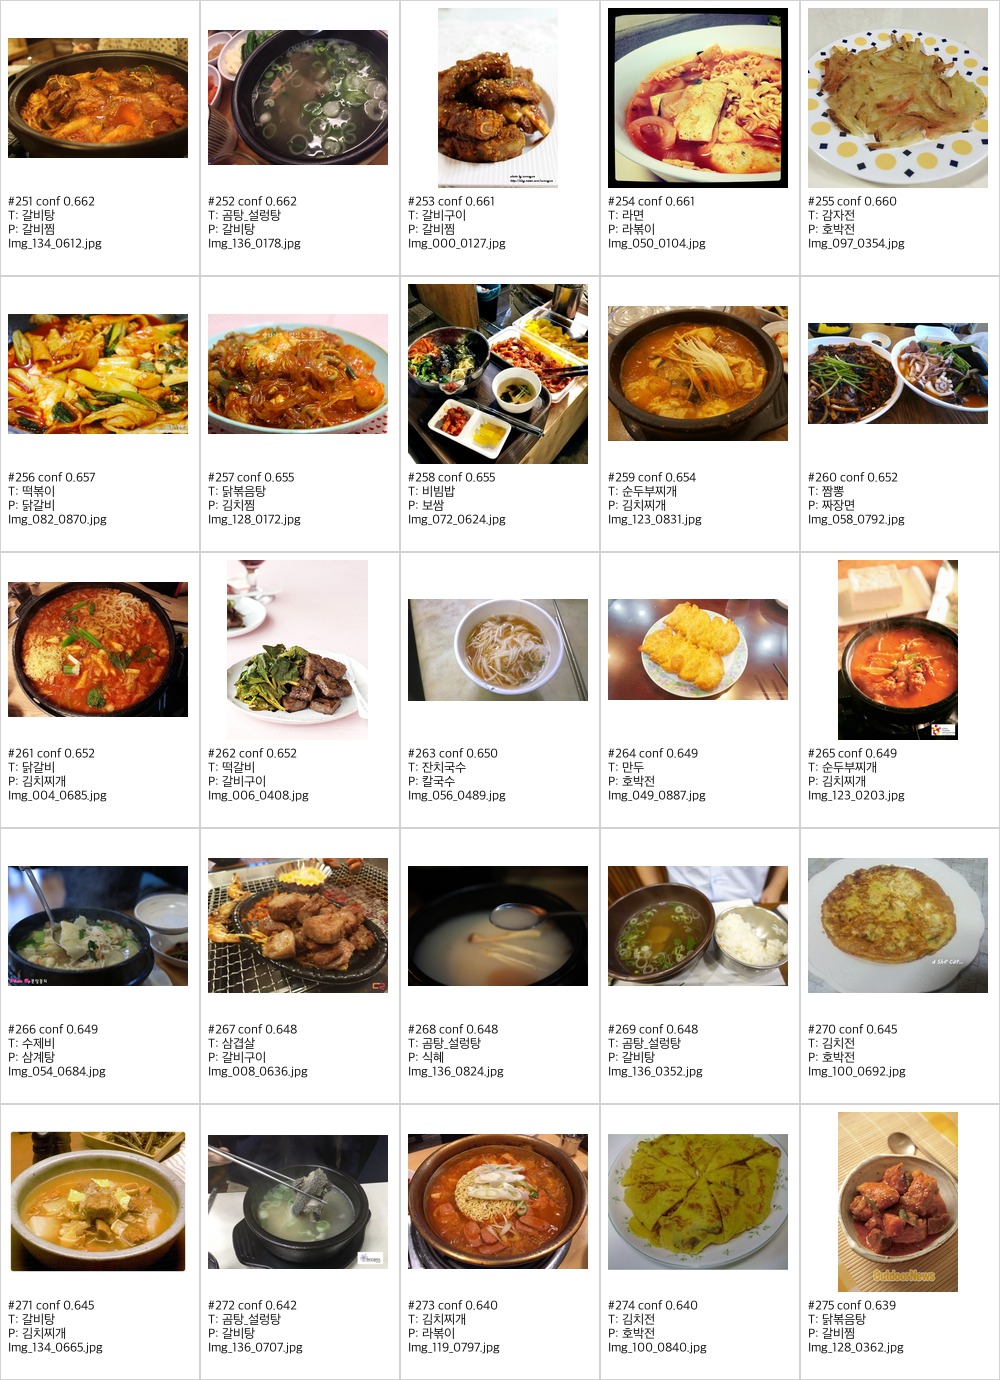 #251 conf 0.662
T: 갈비탕
P: 갈비찜
Img_134_0612.jpg
#252 conf 0.662
T: 곰탕_설렁탕
P: 갈비탕
Img_136_0178.jpg
#253 conf 0.661
T: 갈비구이
P: 갈비찜
Img_000_0127.jpg
#254 conf 0.661
T: 라면
P: 라볶이
Img_050_0104.jpg
#255 conf 0.660
T: 감자전
P: 호박전
Img_097_0354.jpg
#256 conf 0.657
T: 떡볶이
P: 닭갈비
Img_082_0870.jpg
#257 conf 0.655
T: 닭볶음탕
P: 김치찜
Img_128_0172.jpg
#258 conf 0.655
T: 비빔밥
P: 보쌈
Img_072_0624.jpg
#259 conf 0.654
T: 순두부찌개
P: 김치찌개
Img_123_0831.jpg
#260 conf 0.652
T: 짬뽕
P: 짜장면
Img_058_0792.jpg
#261 conf 0.652
T: 닭갈비
P: 김치찌개
Img_004_0685.jpg
#262 conf 0.652
T: 떡갈비
P: 갈비구이
Img_006_0408.jpg
#263 conf 0.650
T: 잔치국수
P: 칼국수
Img_056_0489.jpg
#264 conf 0.649
T: 만두
P: 호박전
Img_049_0887.jpg
#265 conf 0.649
T: 순두부찌개
P: 김치찌개
Img_123_0203.jpg
#266 conf 0.649
T: 수제비
P: 삼계탕
Img_054_0684.jpg
#267 conf 0.648
T: 삼겹살
P: 갈비구이
Img_008_0636.jpg
#268 conf 0.648
T: 곰탕_설렁탕
P: 식혜
Img_136_0824.jpg
#269 conf 0.648
T: 곰탕_설렁탕
P: 갈비탕
Img_136_0352.jpg
#270 conf 0.645
T: 김치전
P: 호박전
Img_100_0692.jpg
#271 conf 0.645
T: 갈비탕
P: 김치찌개
Img_134_0665.jpg
#272 conf 0.642
T: 곰탕_설렁탕
P: 갈비탕
Img_136_0707.jpg
#273 conf 0.640
T: 김치찌개
P: 라볶이
Img_119_0797.jpg
#274 conf 0.640
T: 김치전
P: 호박전
Img_100_0840.jpg
OutdoorNews
#275 conf 0.639
T: 닭볶음탕
P: 갈비찜
Img_128_0362.jpg